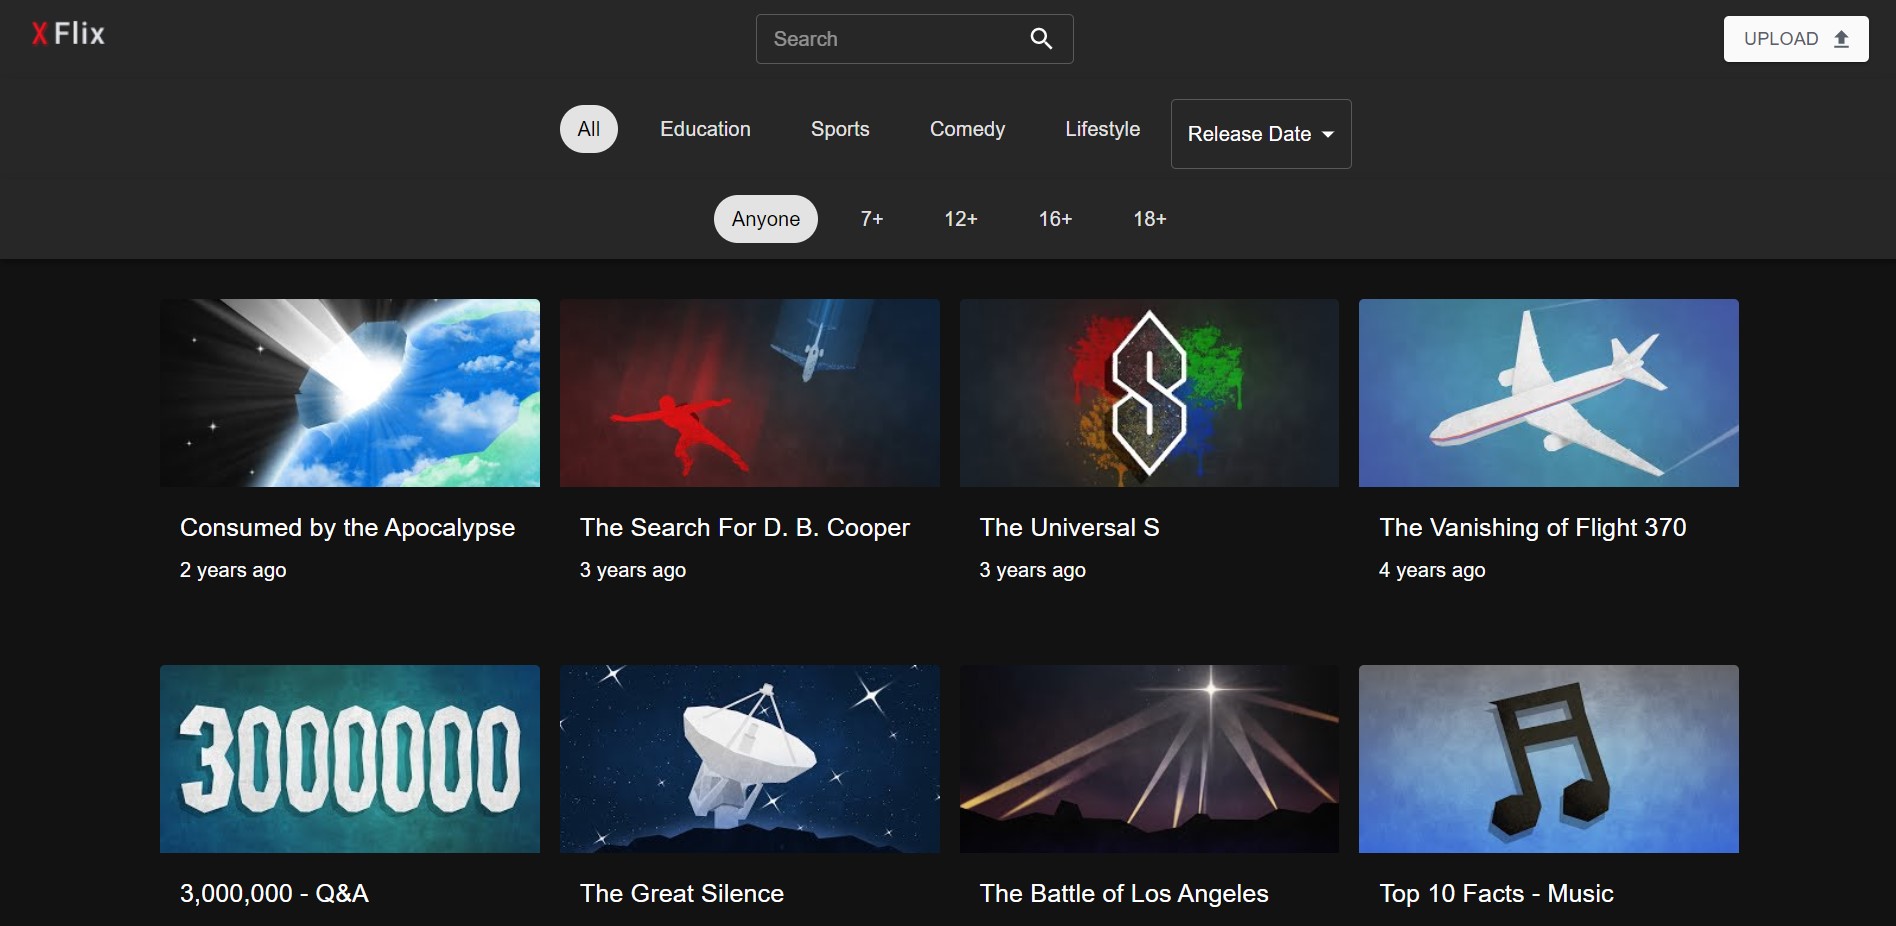 X Flix
Search
UPLOAD
All
Education
Sports
Comedy
Lifestyle
Release Date
Anyone
7+
12+
16+
18+
Consumed by the Apocalypse
2 years ago
The Search For D. B. Cooper
3 years ago
The Universal S
3 years ago
The Vanishing of Flight 370
4 years ago
3000000
3,000,000 - Q&A
The Great Silence
The Battle of Los Angeles
Top 10 Facts - Music